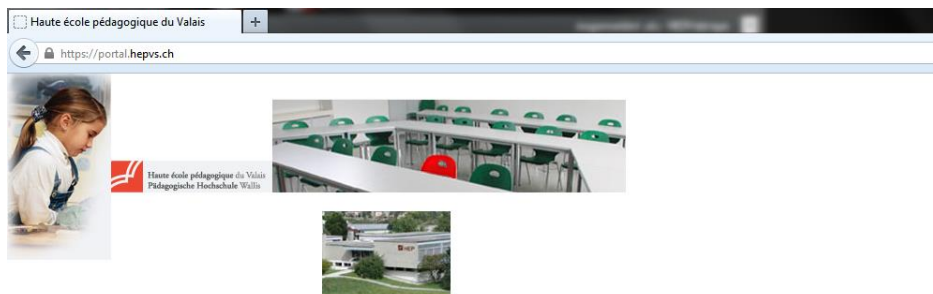 Haute école pédagogique du Valais
https://portal.hepvs.ch
Haute école pédagogique du Valais
Pädagogische Hochschule Wallis
HEP